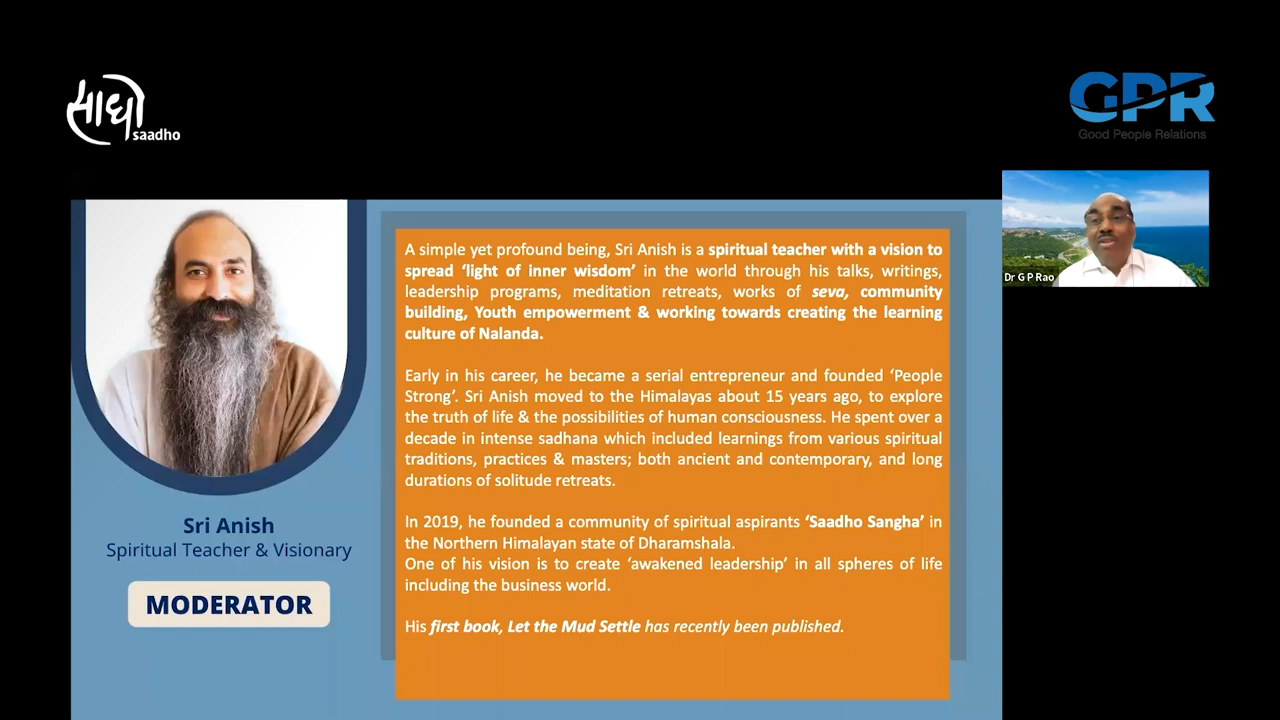 साधो
saadho
GPR
Good People Relations
Dr G P Rao
A simple yet profound being, Sri Anish is a spiritual teacher with a vision to
spread ‘light of inner wisdom’ in the world through his talks, writings,
leadership programs, meditation retreats, works of seva, community
building, Youth empowerment & working towards creating the learning
culture of Nalanda.
Early in his career, he became a serial entrepreneur and founded ‘People
Strong’. Sri Anish moved to the Himalayas about 15 years ago, to explore
the truth of life & the possibilities of human consciousness. He spent over a
decade in intense sadhana which included learnings from various spiritual
traditions, practices & masters; both ancient and contemporary, and long
durations of solitude retreats.
In 2019, he founded a community of spiritual aspirants ‘Saadho Sangha’ in
the Northern Himalayan state of Dharamshala.
One of his vision is to create ‘awakened leadership’ in all spheres of life
including the business world.
His first book, Let the Mud Settle has recently been published.
Sri Anish
Spiritual Teacher & Visionary
MODERATOR